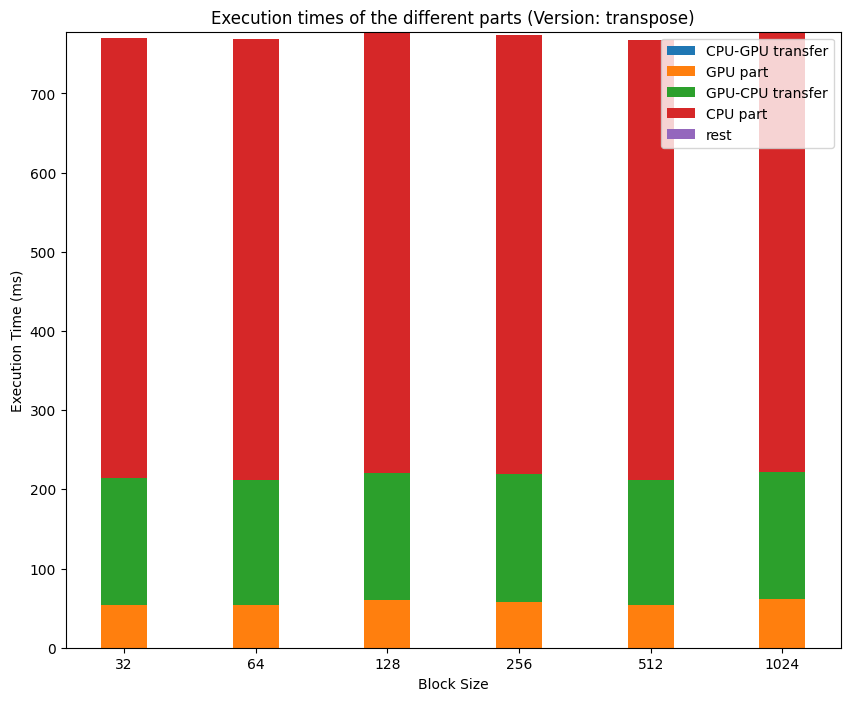 Execution times of the different parts (Version: transpose)
CPU-GPU transfer
GPU part
GPU-CPU transfer
CPU part
rest
Execution Time (ms)
700
600
500
400
300
200
100
0
32 64 128 256 512 1024
Block Size